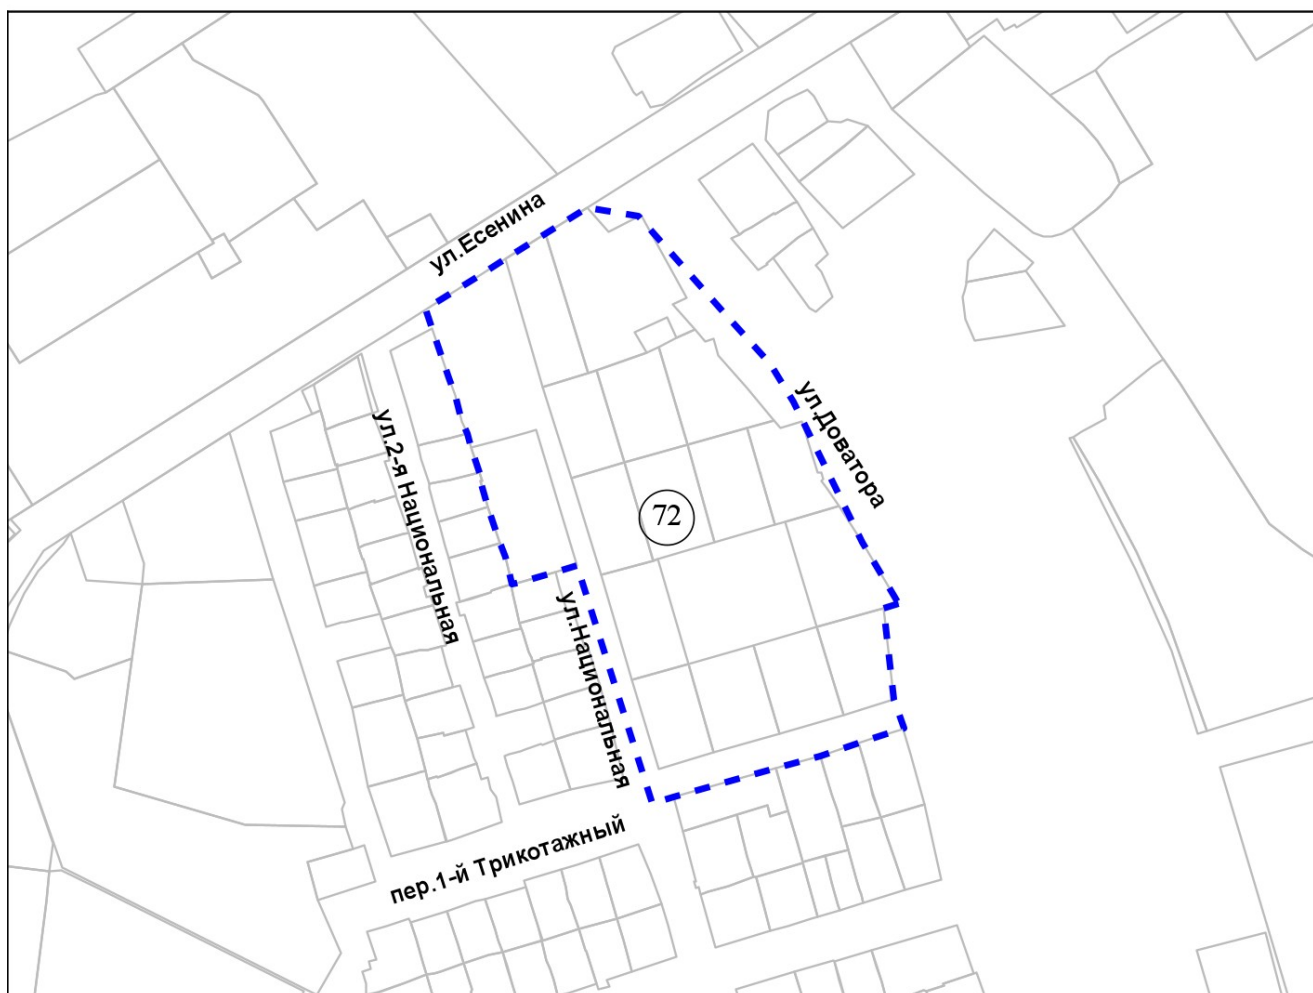 ул.Есенина
ул.Доватора
ул.2-я Национальная
72
ул.Национальная
пер.1-й Трикотажный